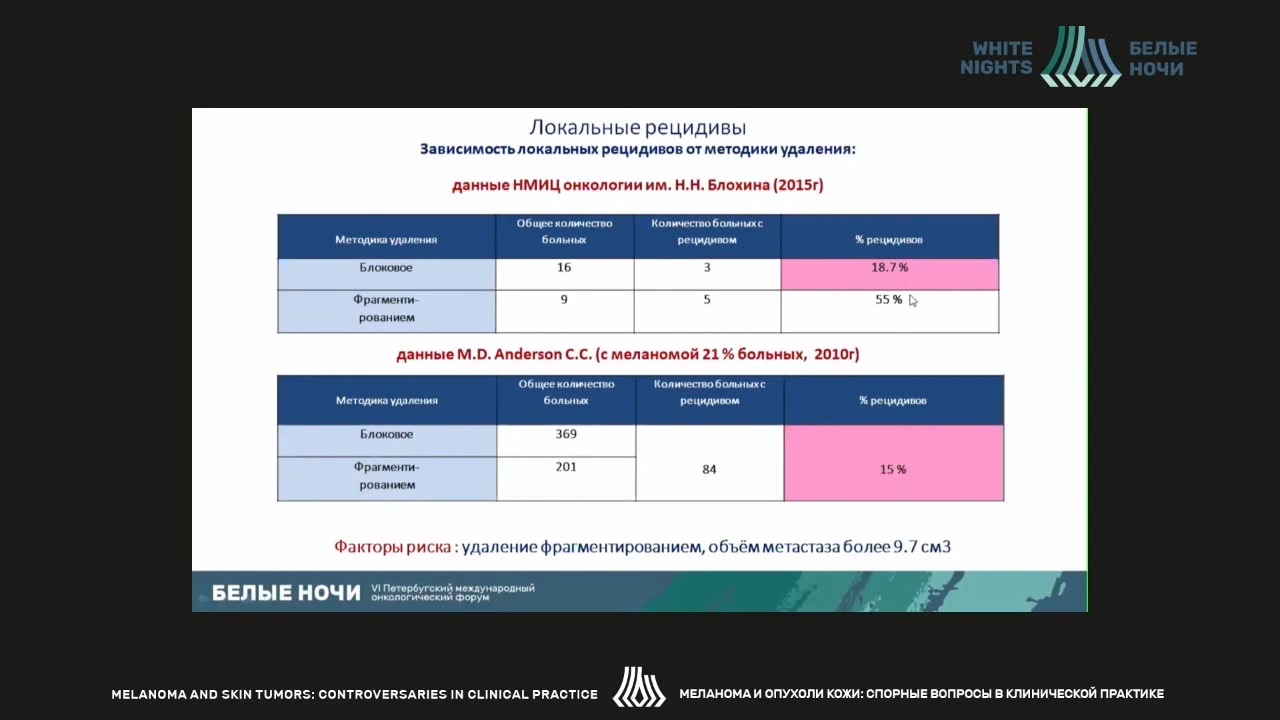 WHITE
NIGHTS
БЕЛЫЕ
НОЧИ
Локальные рецидивы
Зависимость локальных рецидивов от методики удаления:
данные НМИЦ онкологии им. Н.Н. Блохина (2015г)
Методика удаления
Общее количество
больных
Количество больных с
рецидивом
% рецидивов
Блоковое
16
3
18.7 %
Фрагменти-
рованием
9
5
55 %
данные M.D. Anderson C.C. (с меланомой 21 % больных, 2010г)
Методика удаления
Общее количество
больных
Количество больных с
рецидивом
% рецидивов
Блоковое
369
Фрагменти-
рованием
201
84
15 %
Факторы риска : удаление фрагментированием, объём метастаза более 9.7 см3
БЕЛЫЕ НОЧИ
VI Петербургский международный
онкологический форум
MELANOMA AND SKIN TUMORS: CONTROVERSARIES IN CLINICAL PRACTICE
МЕЛАНОМА И ОПУХОЛИ КОЖИ: СПОРНЫЕ ВОПРОСЫ В КЛИНИЧЕСКОЙ ПРАКТИКЕ